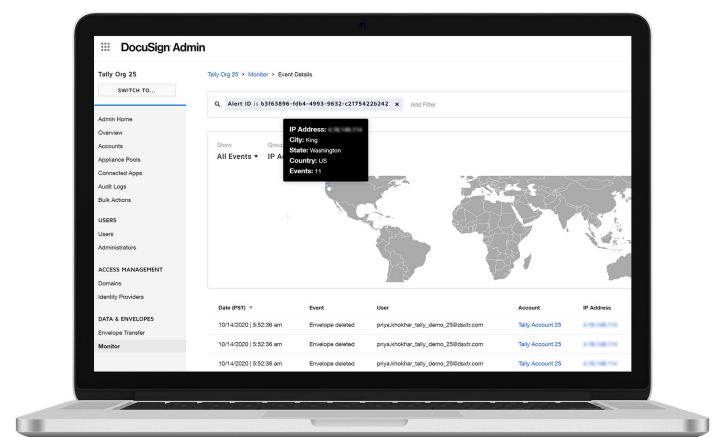 DocuSign Admin
Tally Org 25
SWITCH TO...
Admin Home
Overview
Accounts
Appliance Pools
Connected Apps
Audit Logs
Bulk Actions
USERS
Users
Administrators
ACCESS MANAGEMENT
Domains
Identity Providers
DATA & ENVELOPES
Envelope Transfer
Monitor
Tally Org 25 > Monitor > Event Details
Alert ID is b3f63896-fdb4-4993-9632-c2175422b242 x Add Filter
IP Address:
City: King
State: Washington
Country: US
Events: 11
Show Group
All Events ▾ IP A
Date (PST) ▾ Event User Account IP Address
10/14/2020 | 5:52:36 am Envelope deleted priya.khokhar_tally_demo_25@dsxtr.com Tally Account 25
10/14/2020 | 5:52:36 am Envelope deleted priya.khokhar_tally_demo_25@dsxtr.com Tally Account 25
10/14/2020 | 5:52:36 am Envelope deleted priya.khokhar_tally_demo_25@dsxtr.com Tally Account 25